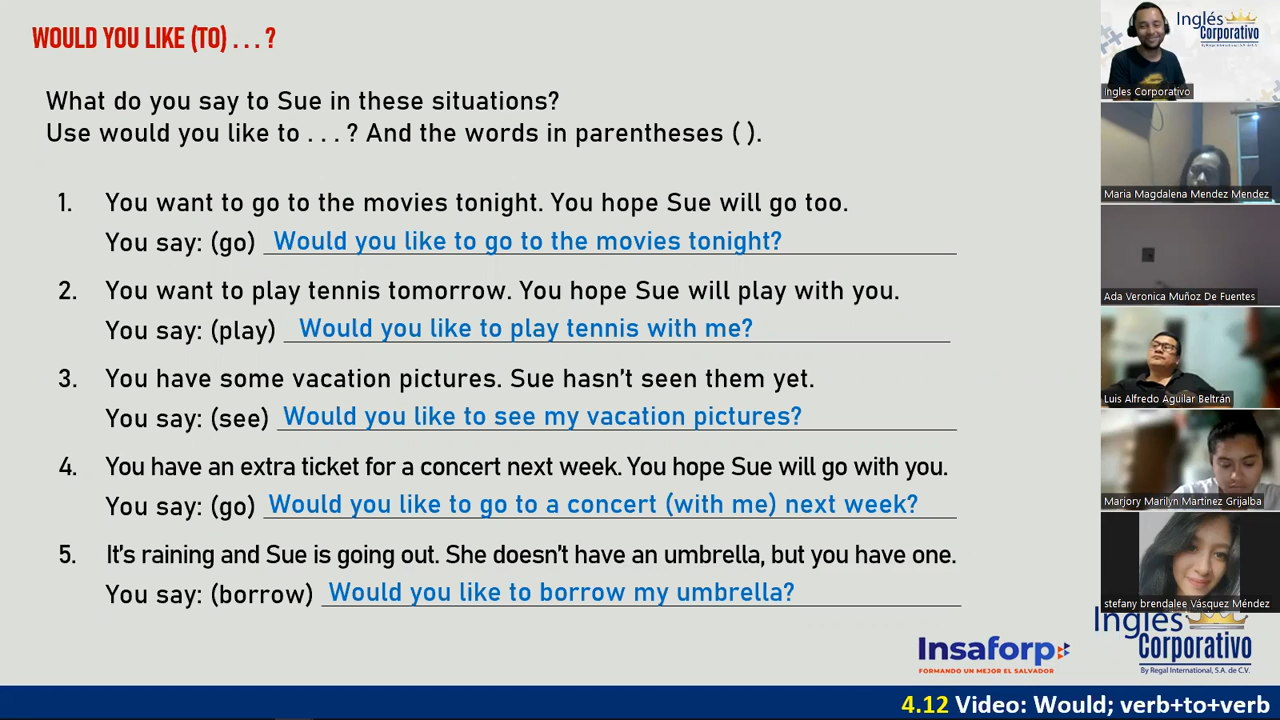 WOULD YOU LIKE (TO) . . . ?
What do you say to Sue in these situations?
Use would you like to . . . ? And the words in parentheses ( ).
1. You want to go to the movies tonight. You hope Sue will go too.
You say: (go) Would you like to go to the movies tonight?
2. You want to play tennis tomorrow. You hope Sue will play with you.
You say: (play) Would you like to play tennis with me?
3. You have some vacation pictures. Sue hasn't seen them yet.
You say: (see) Would you like to see my vacation pictures?
4. You have an extra ticket for a concert next week. You hope Sue will go with you.
You say: (go) Would you like to go to a concert (with me) next week?
5. It's raining and Sue is going out. She doesn't have an umbrella, but you have one.
You say: (borrow) Would you like to borrow my umbrella?
Insaforp
FORMANDO UN MEJOR EL SALVADOR
Inglés
Corporativo
By Regal International, S.A. de C.V.
4.12 Video: Would; verb+to+verb
Inglés
Corporativo
By Regal International, S.A. de C.V.
Ingles Corporativo
Maria Magdalena Mendez Mendez
Ada Veronica Muñoz De Fuentes
Luis Alfredo Aguilar Beltrán
Marjory Marilyn Martinez Grijalba
stefany brendalee Vásquez Méndez